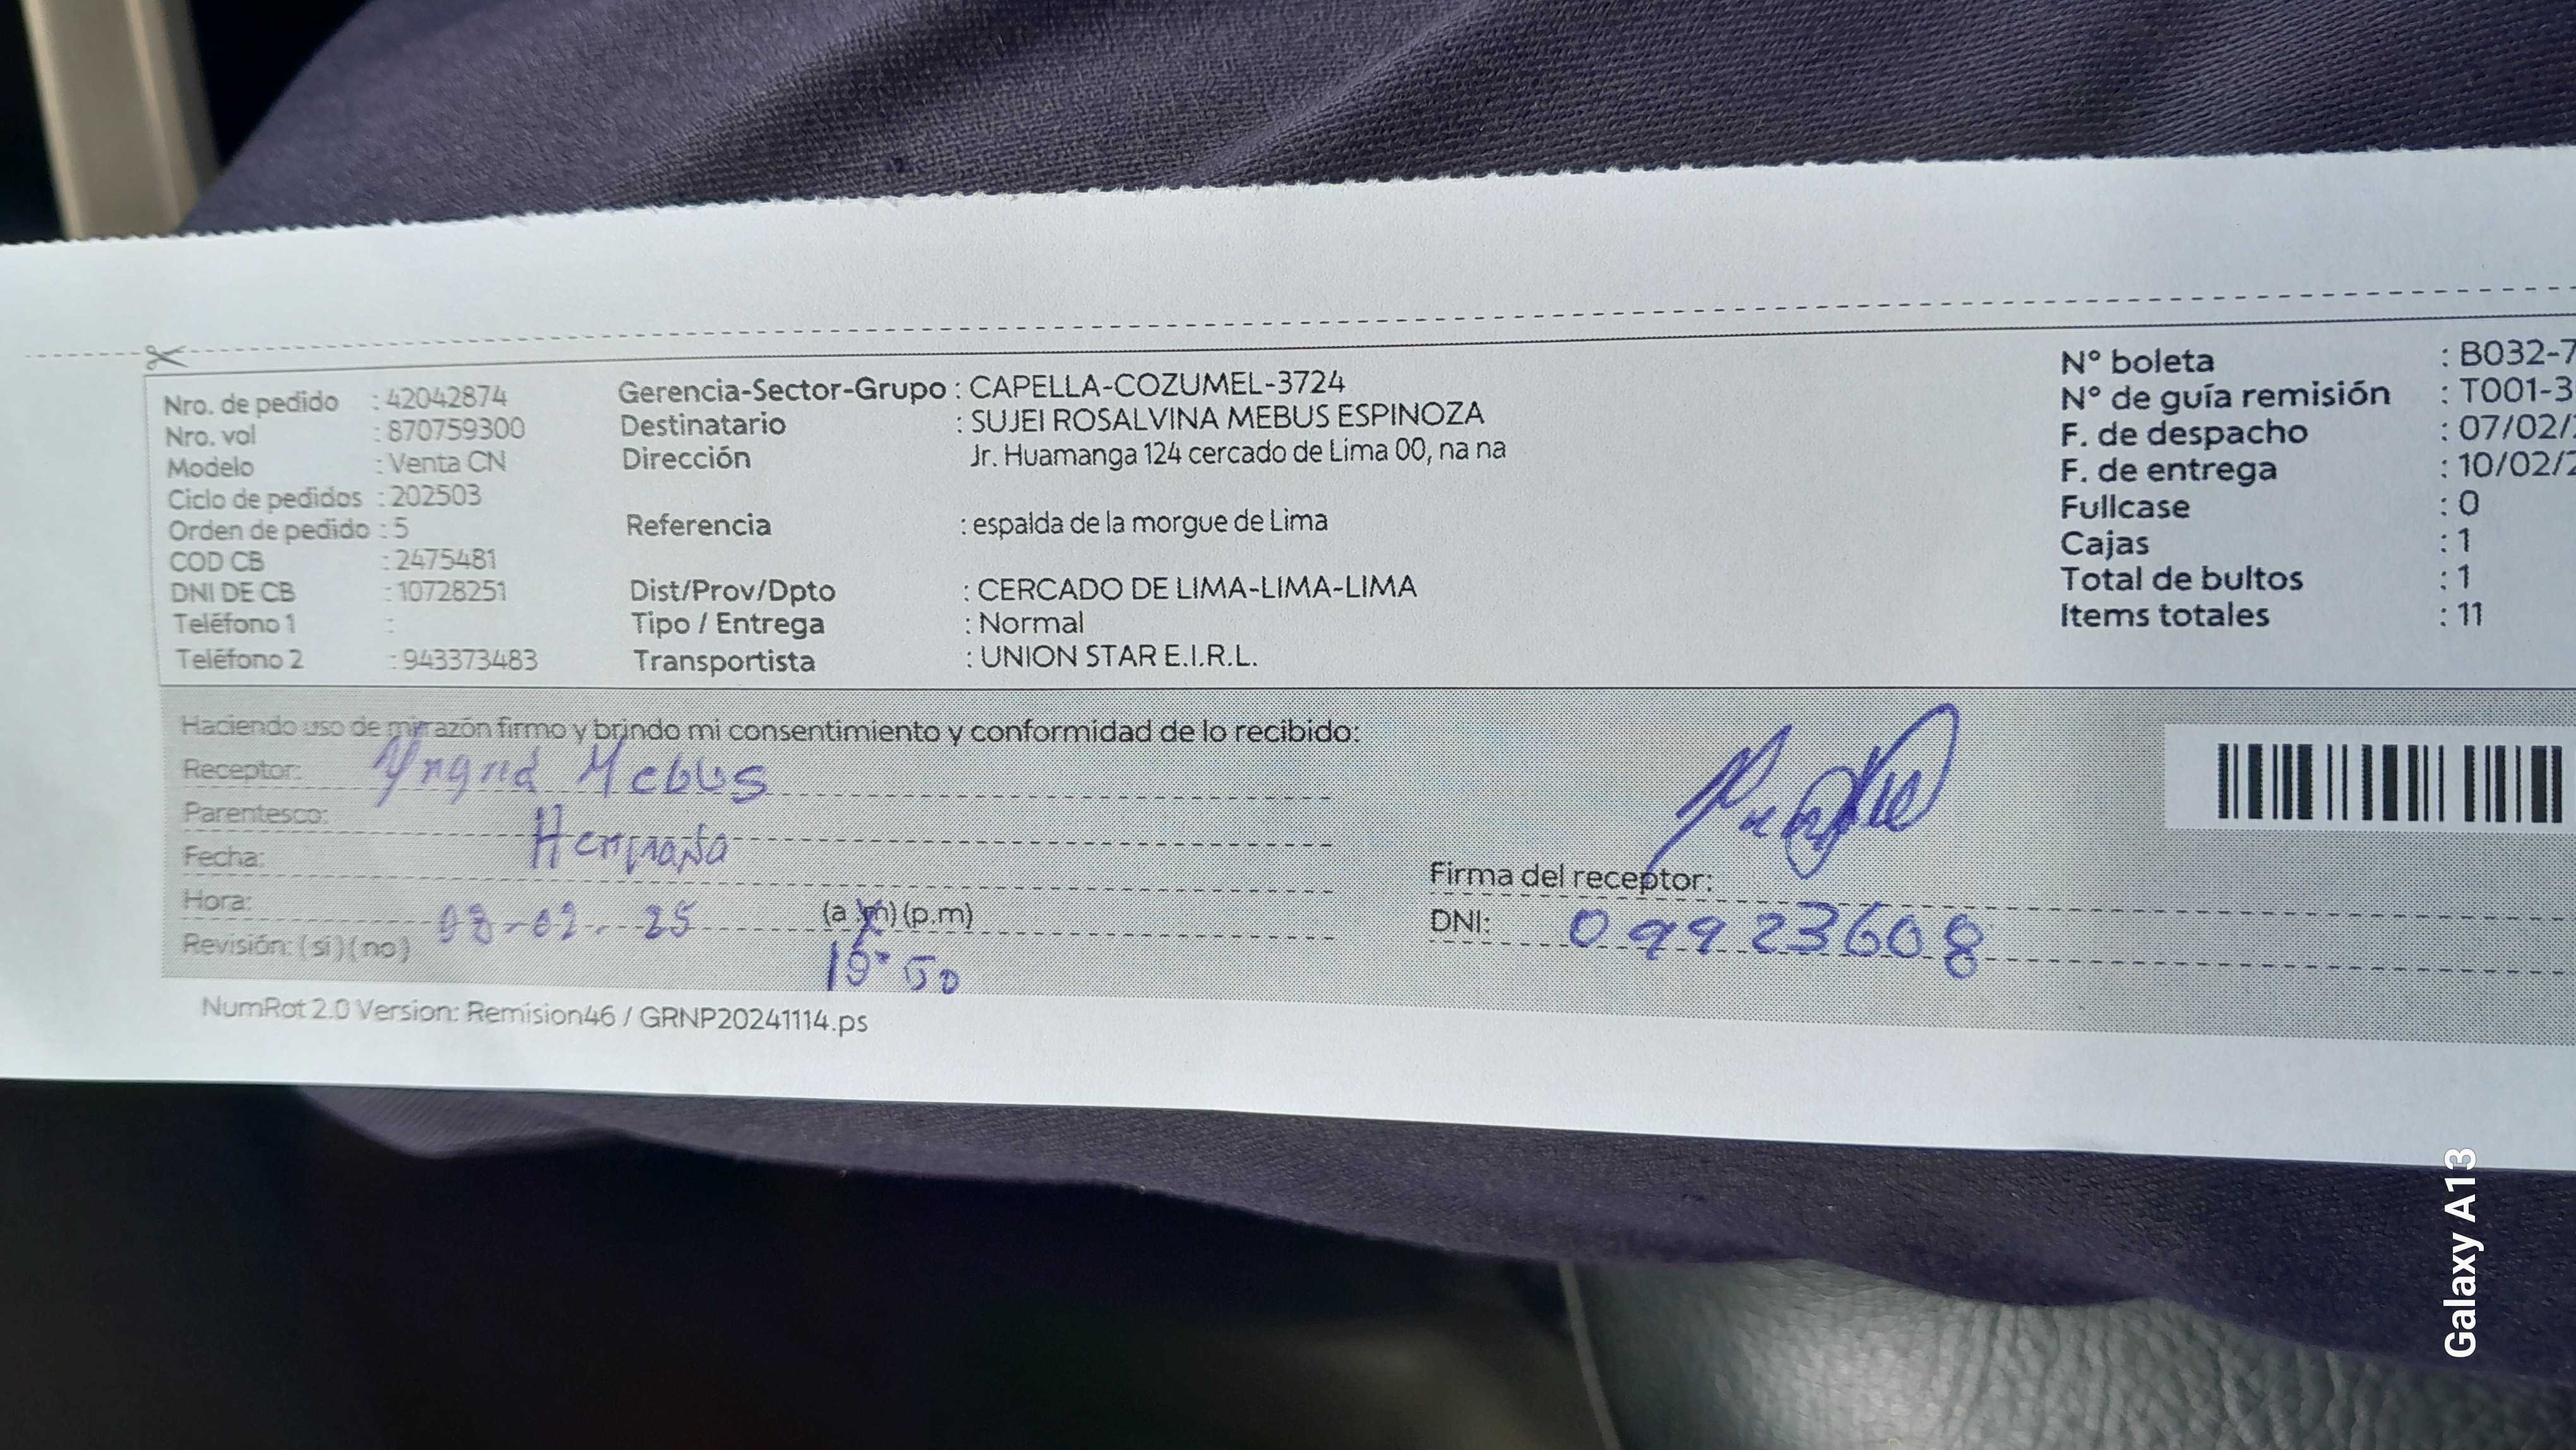 Nro. de pedido : 42042874
Nro. vol : 870759300
Modelo : Venta CN
Ciclo de pedidos : 202503
Orden de pedido : 5
COD CB : 2475481
DNI DE CB : 10728251
Teléfono 1 :
Teléfono 2 : 943373483
Gerencia-Sector-Grupo : CAPELLA-COZUMEL-3724
Destinatario : SUJEI ROSALVINA MEBUS ESPINOZA
Dirección Jr. Huamanga 124 cercado de Lima 00, na na
Referencia : espalda de la morgue de Lima
Dist/Prov/Dpto : CERCADO DE LIMA-LIMA-LIMA
Tipo / Entrega : Normal
Transportista : UNION STAR E.I.R.L.
N° boleta : B032-7
N° de guía remisión : T001-3
F. de despacho : 07/02/
F. de entrega : 10/02/2
Fullcase : 0
Cajas : 1
Total de bultos : 1
Items totales : 11
Haciendo uso de mi razón firmo y brindo mi consentimiento y conformidad de lo recibido:
Receptor: Yngrid Mebus
Parentesco: Hermana
Fecha:
Hora: 08-02-25 (a.m) (p.m)
Revisión: (si) (no)
Firma del receptor:
DNI: 09923608
NumRot 2.0 Version: Remision46 / GRNP20241114.ps
Galaxy A13